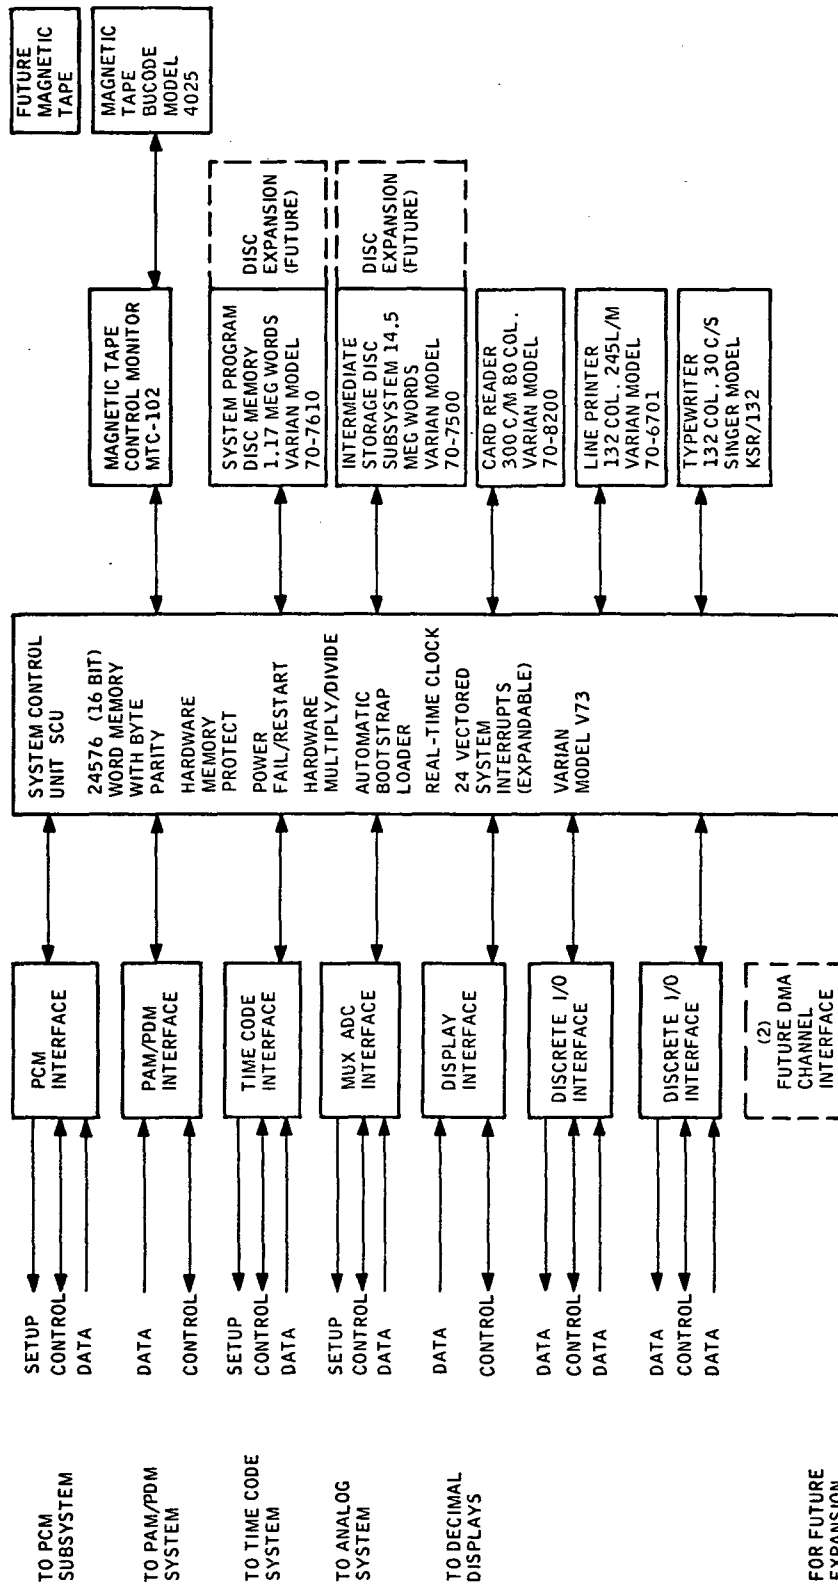 TO PCM
SUBSYSTEM
SETUP
CONTROL
DATA
PCM
INTERFACE
TO PAM/PDM
SYSTEM
DATA
CONTROL
PAM/PDM
INTERFACE
TO TIME CODE
SYSTEM
SETUP
CONTROL
DATA
TIME CODE
INTERFACE
TO ANALOG
SYSTEM
SETUP
CONTROL
DATA
MUX ADC
INTERFACE
TO DECIMAL
DISPLAYS
DATA
CONTROL
DISPLAY
INTERFACE
DATA
CONTROL
DATA
DISCRETE I/O
INTERFACE
DATA
CONTROL
DATA
DISCRETE I/O
INTERFACE
FOR FUTURE
EXPANSION
(2)
FUTURE DMA
CHANNEL
INTERFACE
SYSTEM CONTROL
UNIT SCU
24576 (16 BIT)
WORD MEMORY
WITH BYTE
PARITY
HARDWARE
MEMORY
PROTECT
POWER
FAIL/RESTART
HARDWARE
MULTIPLY/DIVIDE
AUTOMATIC
BOOTSTRAP
LOADER
REAL-TIME CLOCK
24 VECTORED
SYSTEM
INTERRUPTS
(EXPANDABLE)
VARIAN
MODEL V73
MAGNETIC TAPE
CONTROL MONITOR
MTC-102
FUTURE
MAGNETIC
TAPE
MAGNETIC
TAPE
BUCODE
MODEL
4025
SYSTEM PROGRAM
DISC MEMORY
1.17 MEG WORDS
VARIAN MODEL
70-7610
DISC
EXPANSION
(FUTURE)
INTERMEDIATE
STORAGE DISC
SUBSYSTEM 14.5
MEG WORDS
VARIAN MODEL
70-7500
DISC
EXPANSION
(FUTURE)
CARD READER
300 C/M 80 COL.
VARIAN MODEL
70-8200
LINE PRINTER
132 COL. 245L/M
VARIAN MODEL
70-6701
TYPEWRITER
132 COL. 30 C/S
SINGER MODEL
KSR/132